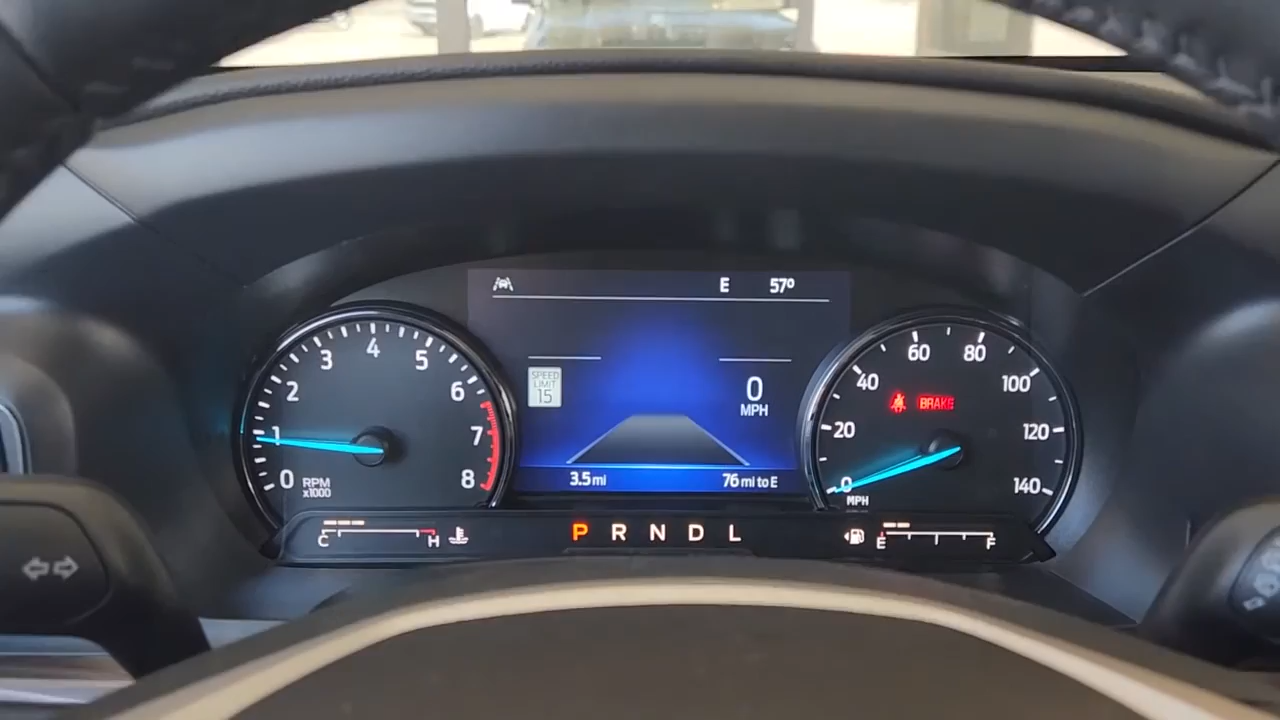 E 57°
SPEED
LIMIT
15
0
MPH
3.5 mi
76 mi to E
0
1
2
3
4
5
6
7
8
RPM
x1000
0
20
40
60
80
100
120
140
MPH
BRAKE
C
H
P R N D L
E
F